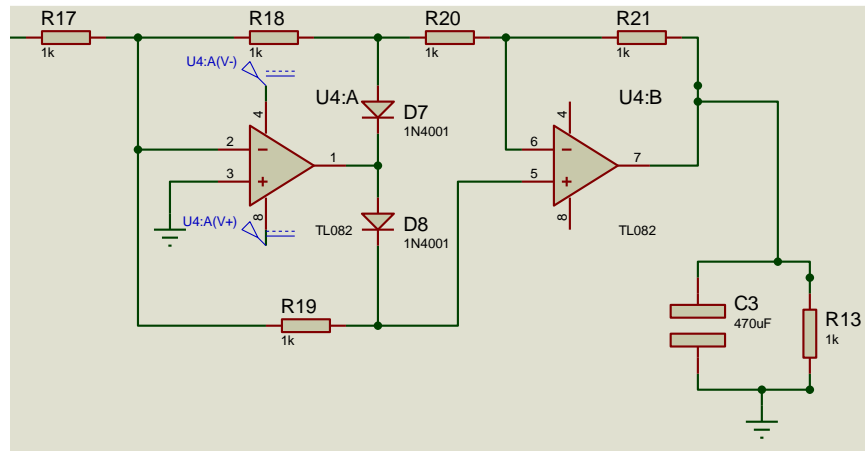 R17
1k
R18
1k
R20
1k
R21
1k
U4:A(V-)
U4:A
U4:B
4
2
3
1
8
U4:A(V+)
TL082
D7
1N4001
D8
1N4001
4
6
5
7
8
TL082
R19
1k
C3
470uF
R13
1k